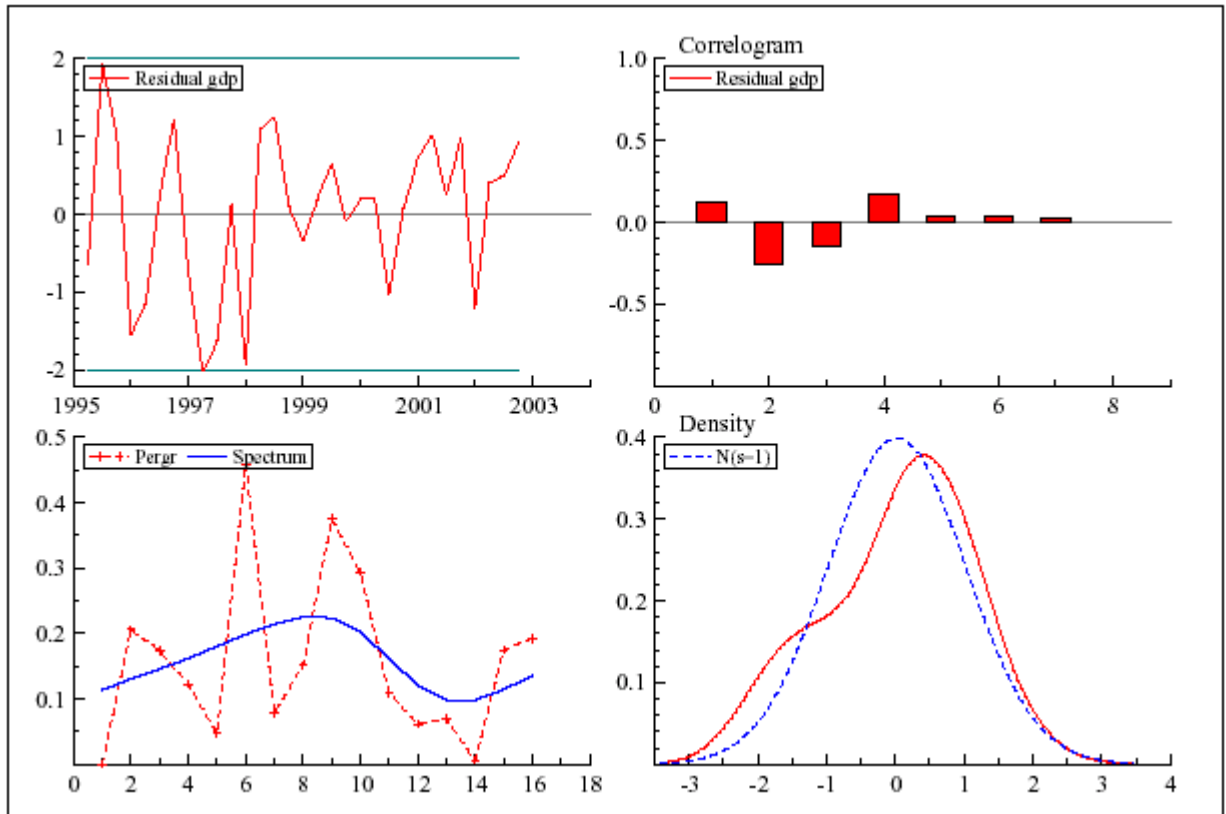 2
Residual gdp
1
0
-1
-2
1995 1997 1999 2001 2003
Correlogram
1.0
Residual gdp
0.5
0.0
-0.5
0 2 4 6 8
0.5
Pergr Spectrum
0.4
0.3
0.2
0.1
0 2 4 6 8 10 12 14 16 18
Density
0.4
N(s=1)
0.3
0.2
0.1
-3 -2 -1 0 1 2 3 4